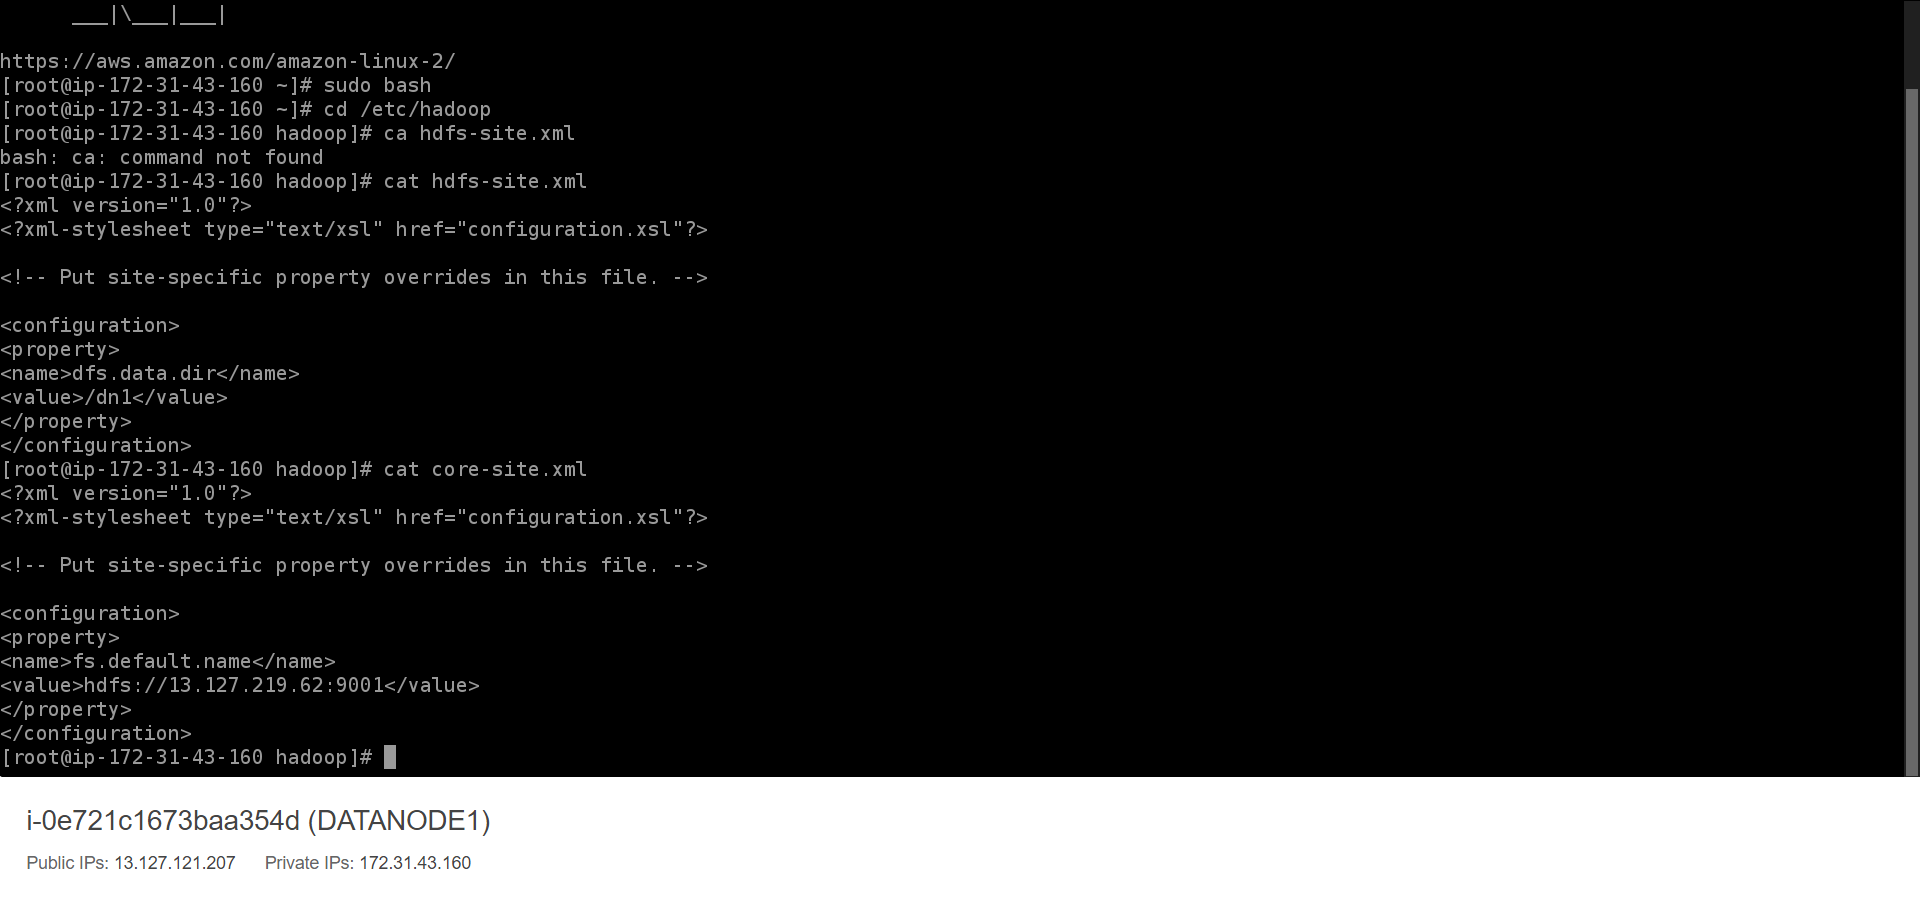 ___|\___|___|
https://aws.amazon.com/amazon-linux-2/
[root@ip-172-31-43-160 ~]# sudo bash
[root@ip-172-31-43-160 ~]# cd /etc/hadoop
[root@ip-172-31-43-160 hadoop]# ca hdfs-site.xml
bash: ca: command not found
[root@ip-172-31-43-160 hadoop]# cat hdfs-site.xml
<?xml version="1.0"?>
<?xml-stylesheet type="text/xsl" href="configuration.xsl"?>
<!-- Put site-specific property overrides in this file. -->
<configuration>
<property>
<name>dfs.data.dir</name>
<value>/dn1</value>
</property>
</configuration>
[root@ip-172-31-43-160 hadoop]# cat core-site.xml
<?xml version="1.0"?>
<?xml-stylesheet type="text/xsl" href="configuration.xsl"?>
<!-- Put site-specific property overrides in this file. -->
<configuration>
<property>
<name>fs.default.name</name>
<value>hdfs://13.127.219.62:9001</value>
</property>
</configuration>
[root@ip-172-31-43-160 hadoop]#
i-0e721c1673baa354d (DATANODE1)
Public IPs: 13.127.121.207 Private IPs: 172.31.43.160